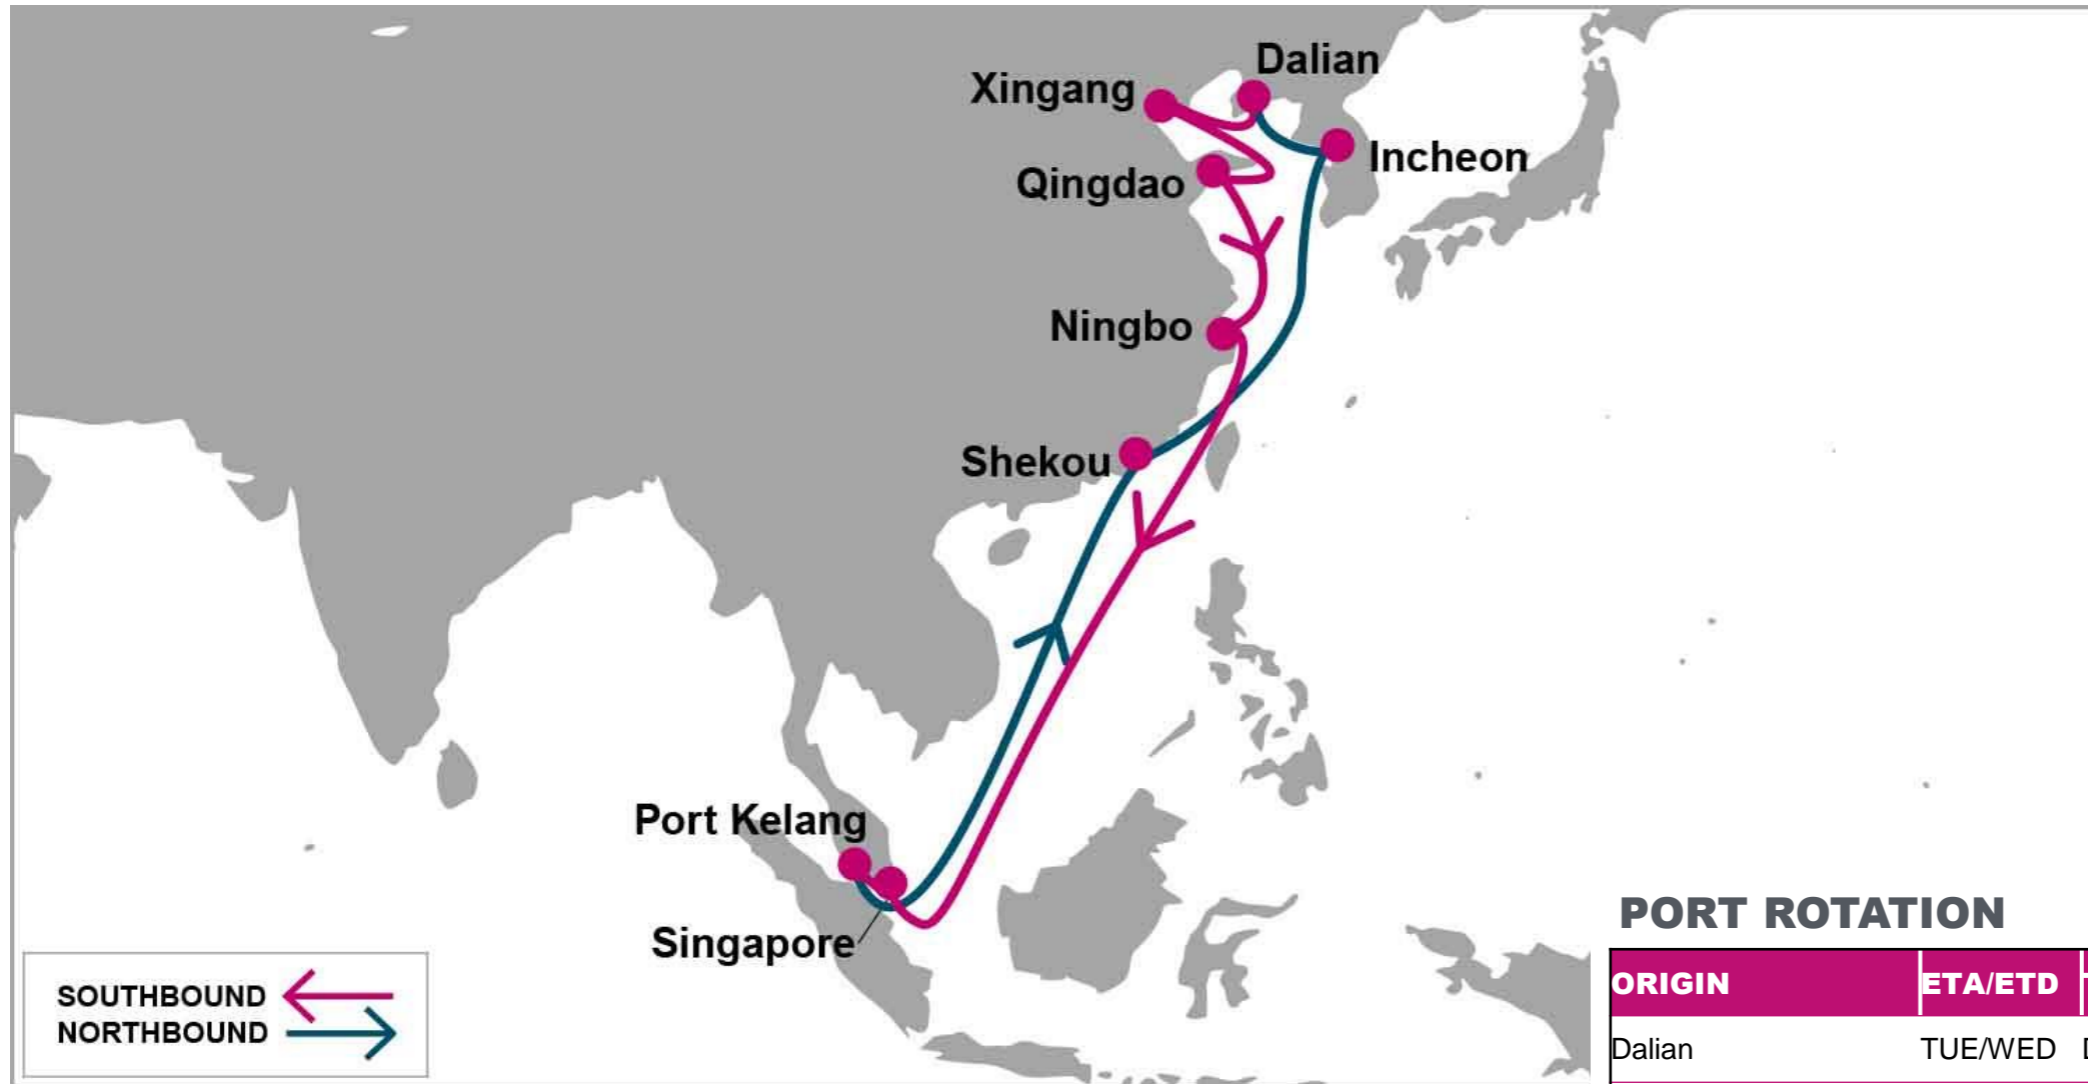 Dalian
Xingang
Incheon
Qingdao
Ningbo
Shekou
Port Kelang
Singapore
SOUTHBOUND
NORTHBOUND
PORT ROTATION
ORIGIN ETA/ETD
Dalian TUE/WED